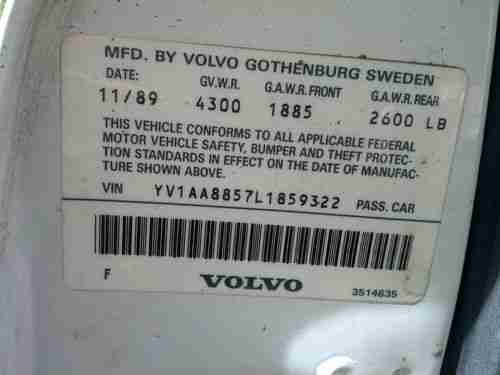 MFD. BY VOLVO GOTHENBURG SWEDEN
DATE: G.V.W.R. G.A.W.R. FRONT G.A.W.R. REAR
11/89 4300 1885 2600 LB
THIS VEHICLE CONFORMS TO ALL APPLICABLE FEDERAL
MOTOR VEHICLE SAFETY, BUMPER AND THEFT PROTEC-
TION STANDARDS IN EFFECT ON THE DATE OF MANUFAC-
TURE SHOWN ABOVE.
VIN YV1AA8857L1859322 PASS. CAR
F VOLVO 3514635